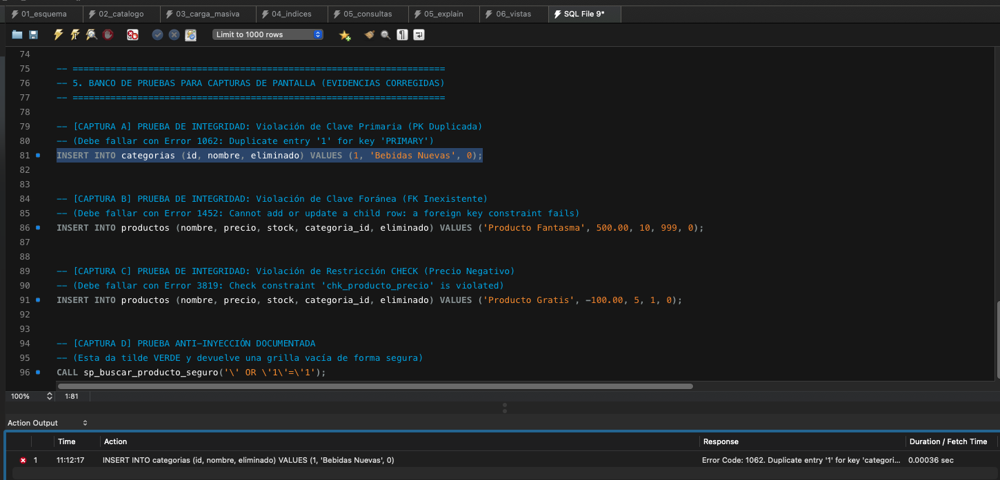 01_esquema 02_catalogo 03_carga_masiva 04_indices 05_consultas 05_explain 06_vistas SQL File 9*
Limit to 1000 rows
74
75 -- =====================================================================
76 -- 5. BANCO DE PRUEBAS PARA CAPTURAS DE PANTALLA (EVIDENCIAS CORREGIDAS)
77 -- =====================================================================
78
79 -- [CAPTURA A] PRUEBA DE INTEGRIDAD: Violación de Clave Primaria (PK Duplicada)
80 -- (Debe fallar con Error 1062: Duplicate entry '1' for key 'PRIMARY')
81 INSERT INTO categorias (id, nombre, eliminado) VALUES (1, 'Bebidas Nuevas', 0);
82
83
84 -- [CAPTURA B] PRUEBA DE INTEGRIDAD: Violación de Clave Foránea (FK Inexistente)
85 -- (Debe fallar con Error 1452: Cannot add or update a child row: a foreign key constraint fails)
86 INSERT INTO productos (nombre, precio, stock, categoria_id, eliminado) VALUES ('Producto Fantasma', 500.00, 10, 999, 0);
87
88
89 -- [CAPTURA C] PRUEBA DE INTEGRIDAD: Violación de Restricción CHECK (Precio Negativo)
90 -- (Debe fallar con Error 3819: Check constraint 'chk_producto_precio' is violated)
91 INSERT INTO productos (nombre, precio, stock, categoria_id, eliminado) VALUES ('Producto Gratis', -100.00, 5, 1, 0);
92
93
94 -- [CAPTURA D] PRUEBA ANTI-INYECCIÓN DOCUMENTADA
95 -- (Esta da tilde VERDE y devuelve una grilla vacía de forma segura)
96 CALL sp_buscar_producto_seguro('\' OR \'1\'=\'1');
100% 1:81
Action Output
Time Action Response Duration / Fetch Time
1 11:12:17 INSERT INTO categorias (id, nombre, eliminado) VALUES (1, 'Bebidas Nuevas', 0) Error Code: 1062. Duplicate entry '1' for key 'categori... 0.00036 sec